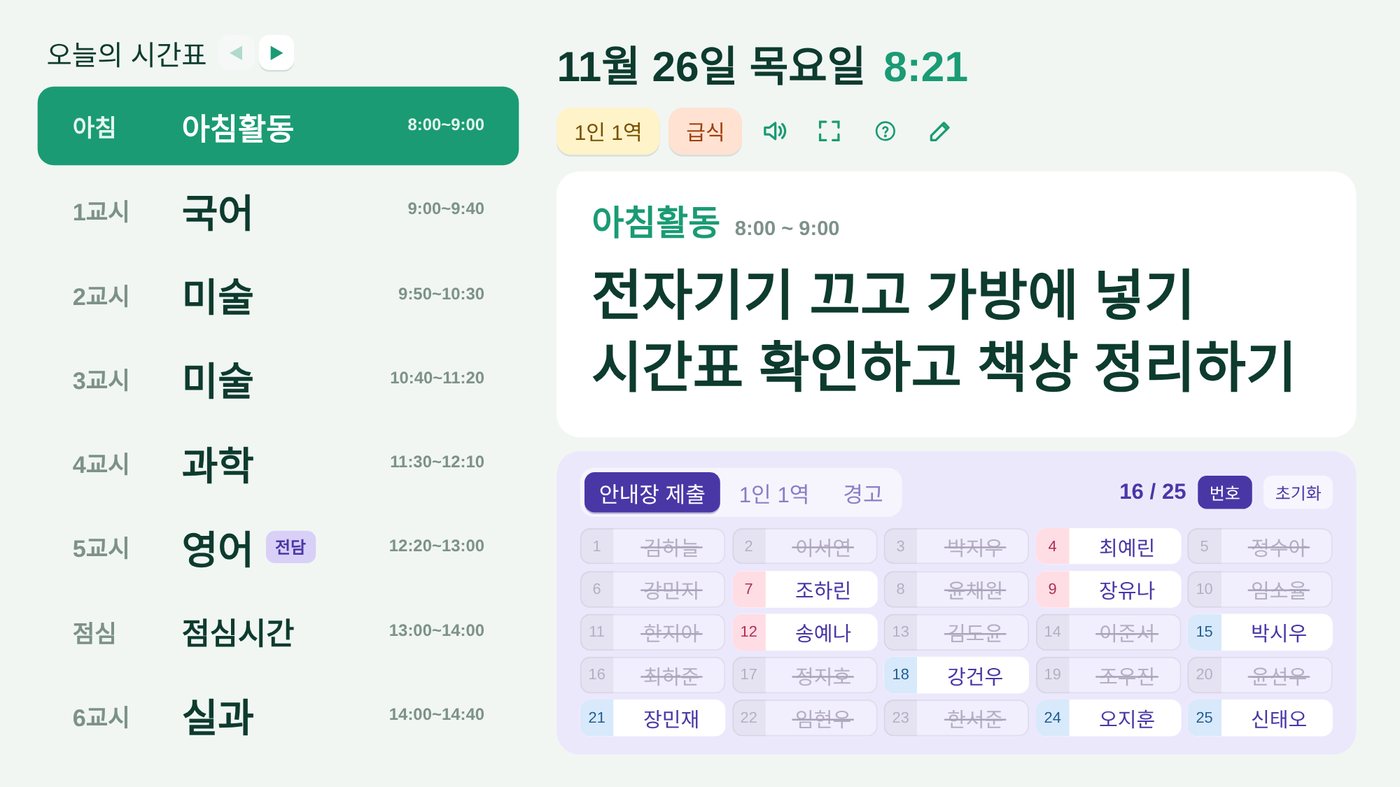 오늘의 시간표
아침 아침활동 8:00~9:00
1교시 국어 9:00~9:40
2교시 미술 9:50~10:30
3교시 미술 10:40~11:20
4교시 과학 11:30~12:10
5교시 영어 전담 12:20~13:00
점심 점심시간 13:00~14:00
6교시 실과 14:00~14:40
11월 26일 목요일 8:21
1인 1역 급식
아침활동 8:00 ~ 9:00
전자기기 끄고 가방에 넣기
시간표 확인하고 책상 정리하기
안내장 제출 1인 1역 경고 16 / 25 번호 초기화
1 김하늘 2 이서연 3 박지우 4 최예린 5 정수아
6 강민지 7 조하린 8 윤채원 9 장유나 10 임소율
11 한지아 12 송예나 13 김도윤 14 이준서 15 박시우
16 최하준 17 정지호 18 강건우 19 조우진 20 윤선우
21 장민재 22 임현우 23 한서준 24 오지훈 25 신태오